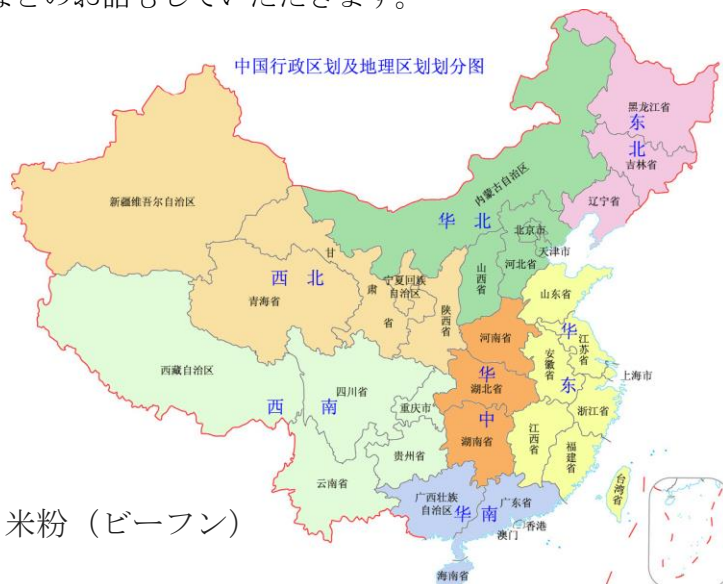 などのお話もしていただきます。
中国行政区划及地理区划划分图
黑龙江省
东北
吉林省
辽宁省
内蒙古自治区
华北
北京市
天津市
河北省
山西省
新疆维吾尔自治区
西北
甘肃省
宁夏回族
自治区
青海省
陕西省
山东省
河南省
华东
江苏省
安徽省
上海市
西藏自治区
四川省
西南
重庆市
华中
湖北省
浙江省
湖南省
江西省
福建省
贵州省
云南省
台湾省
广西壮族
自治区
华南
广东省
香港
澳门
海南省
米粉（ビーフン）